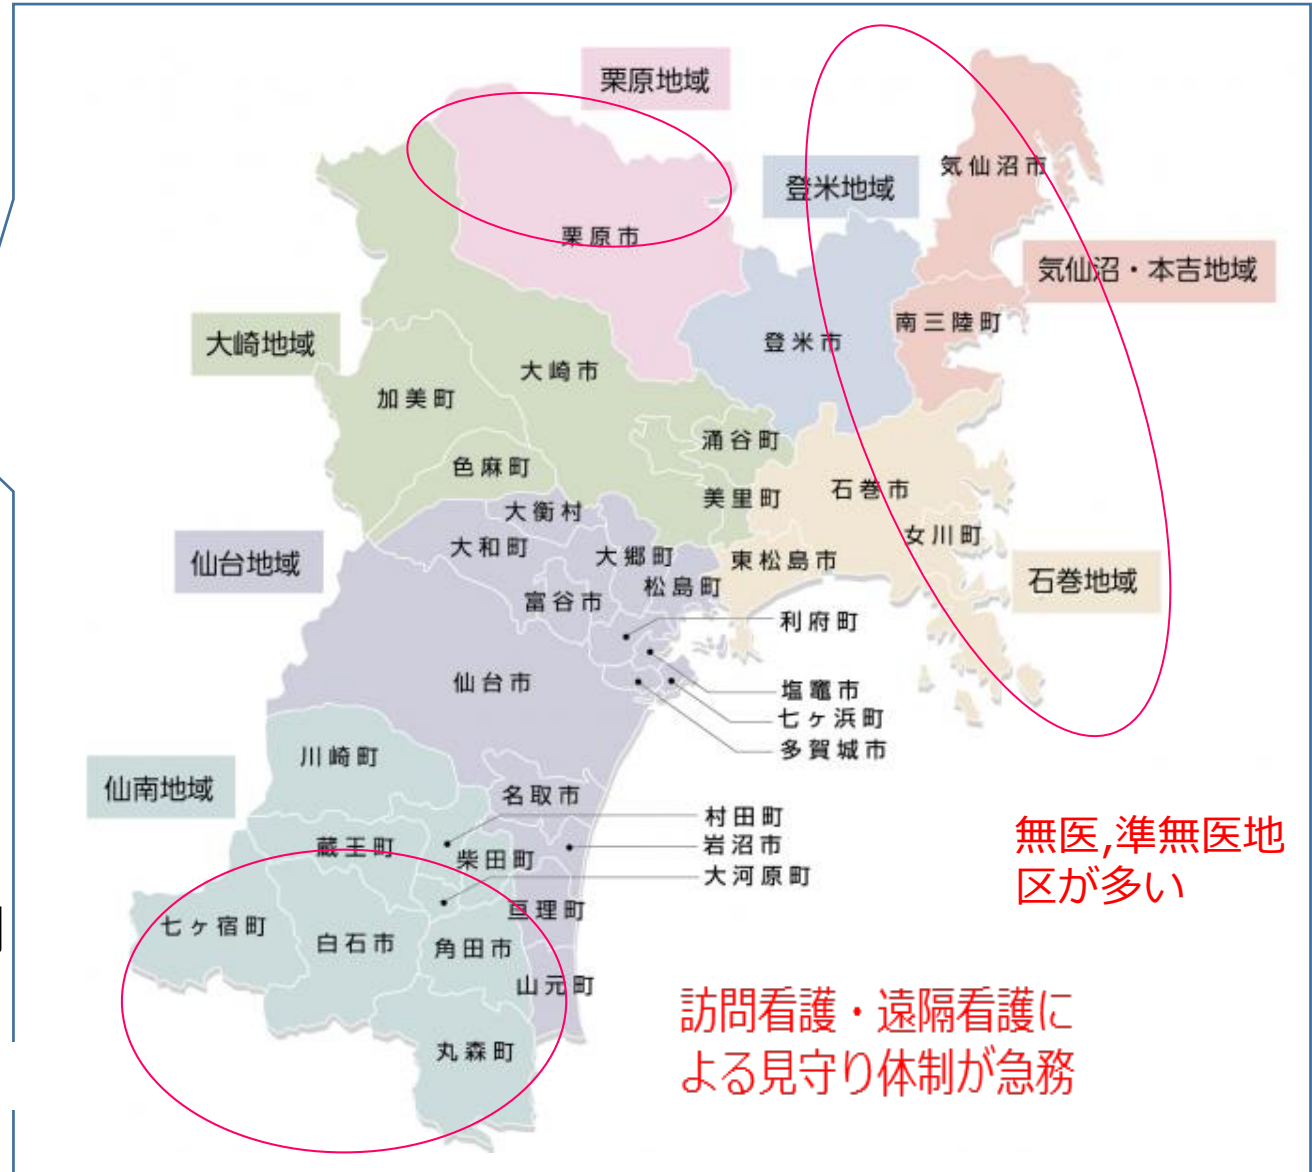 栗原地域
気仙沼市
登米地域
栗原市
気仙沼・本吉地域
南三陸町
大崎地域
登米市
大崎市
加美町
涌谷町
色麻町
石巻市
美里町
大衡村
女川町
大和町
大郷町
東松島市
仙台地域
石巻地域
松島町
富谷市
利府町
仙台市
塩竈市
七ヶ浜町
多賀城市
川崎町
仙南地域
名取市
村田町
無医,準無医地
区が多い
蔵王町
柴田町
岩沼市
大河原町
亘理町
七ヶ宿町
白石市
角田市
山元町
訪問看護・遠隔看護に
よる見守り体制が急務
丸森町